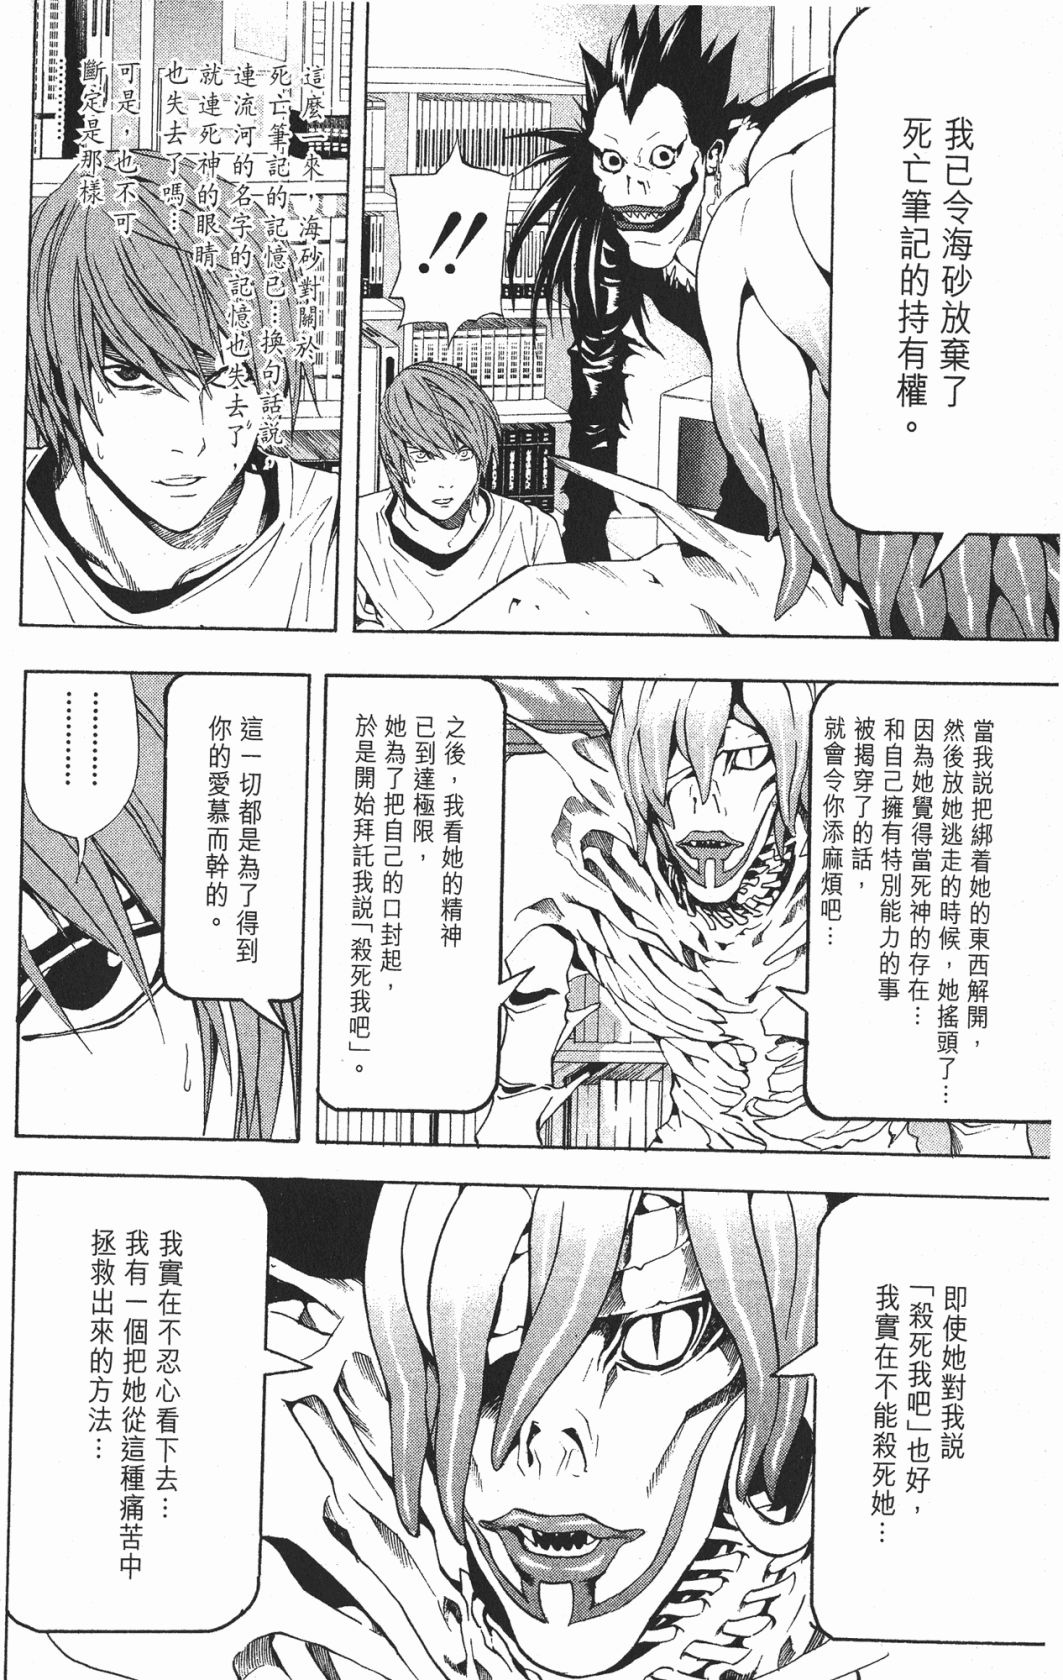 我已令海砂放棄了
死亡筆記的持有權。
!!
這麼一來，海砂對關於
死亡筆記的記憶已…換句話說，
連流河的名字的記憶也失去了，
就連死神的眼睛
也失去了嗎…
可是，也不可
斷定是那樣
…………
當我説把綁着她的東西解開，
然後放她逃走的時候，她搖頭了…
因為她覺得當死神的存在…
和自己擁有特別能力的事
被揭穿了的話，
就會令你添麻煩吧…
之後，我看她的精神
已到達極限，
她為了把自己的口封起，
於是開始拜託我説「殺死我吧」。
這一切都是為了得到
你的愛慕而幹的。
…………
…………
即使她對我説
「殺死我吧」也好，
我實在不能殺死她…
我實在不忍心看下去…
我有一個把她從這種痛苦中
拯救出來的方法…